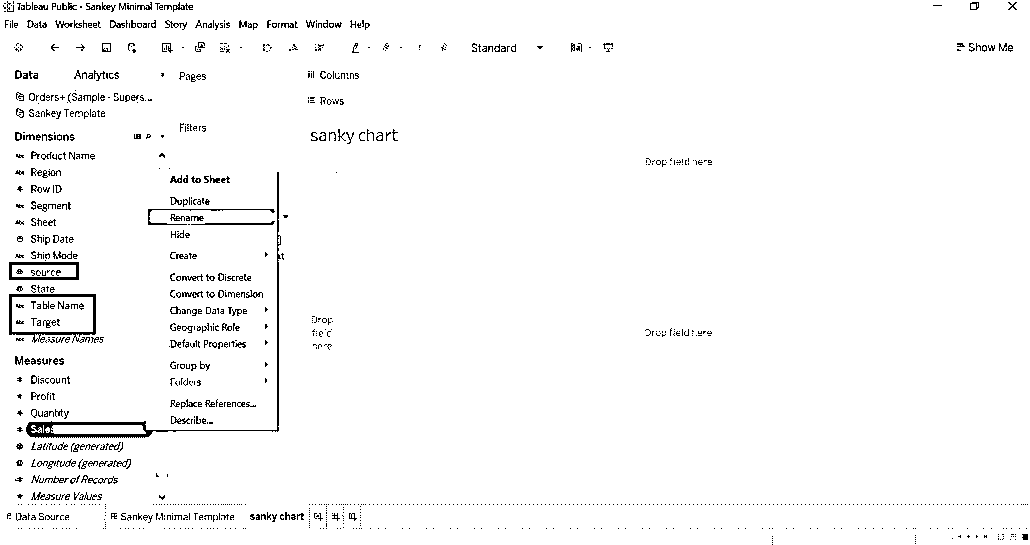 Tableau Public - Sankey Minimal Template
File Data Worksheet Dashboard Story Analysis Map Format Window Help
Standard
Show Me
Data Analytics
Pages
Columns
Orders+ (Sample - Supers...
Sankey Template
Rows
Filters
Dimensions
sanky chart
Product Name
Region
Row ID
Segment
Sheet
Ship Date
Ship Mode
source
State
Table Name
Target
Measure Names
Measures
Discount
Profit
Quantity
Sales
Latitude (generated)
Longitude (generated)
Number of Records
Measure Values
Add to Sheet
Duplicate
Rename
Hide
Create
Convert to Discrete
Convert to Dimension
Change Data Type
Geographic Role
Default Properties
Group by
Folders
Replace References...
Describe...
Drop field here
Drop
field
here
Drop field here
Data Source
Sankey Minimal Template
sanky chart